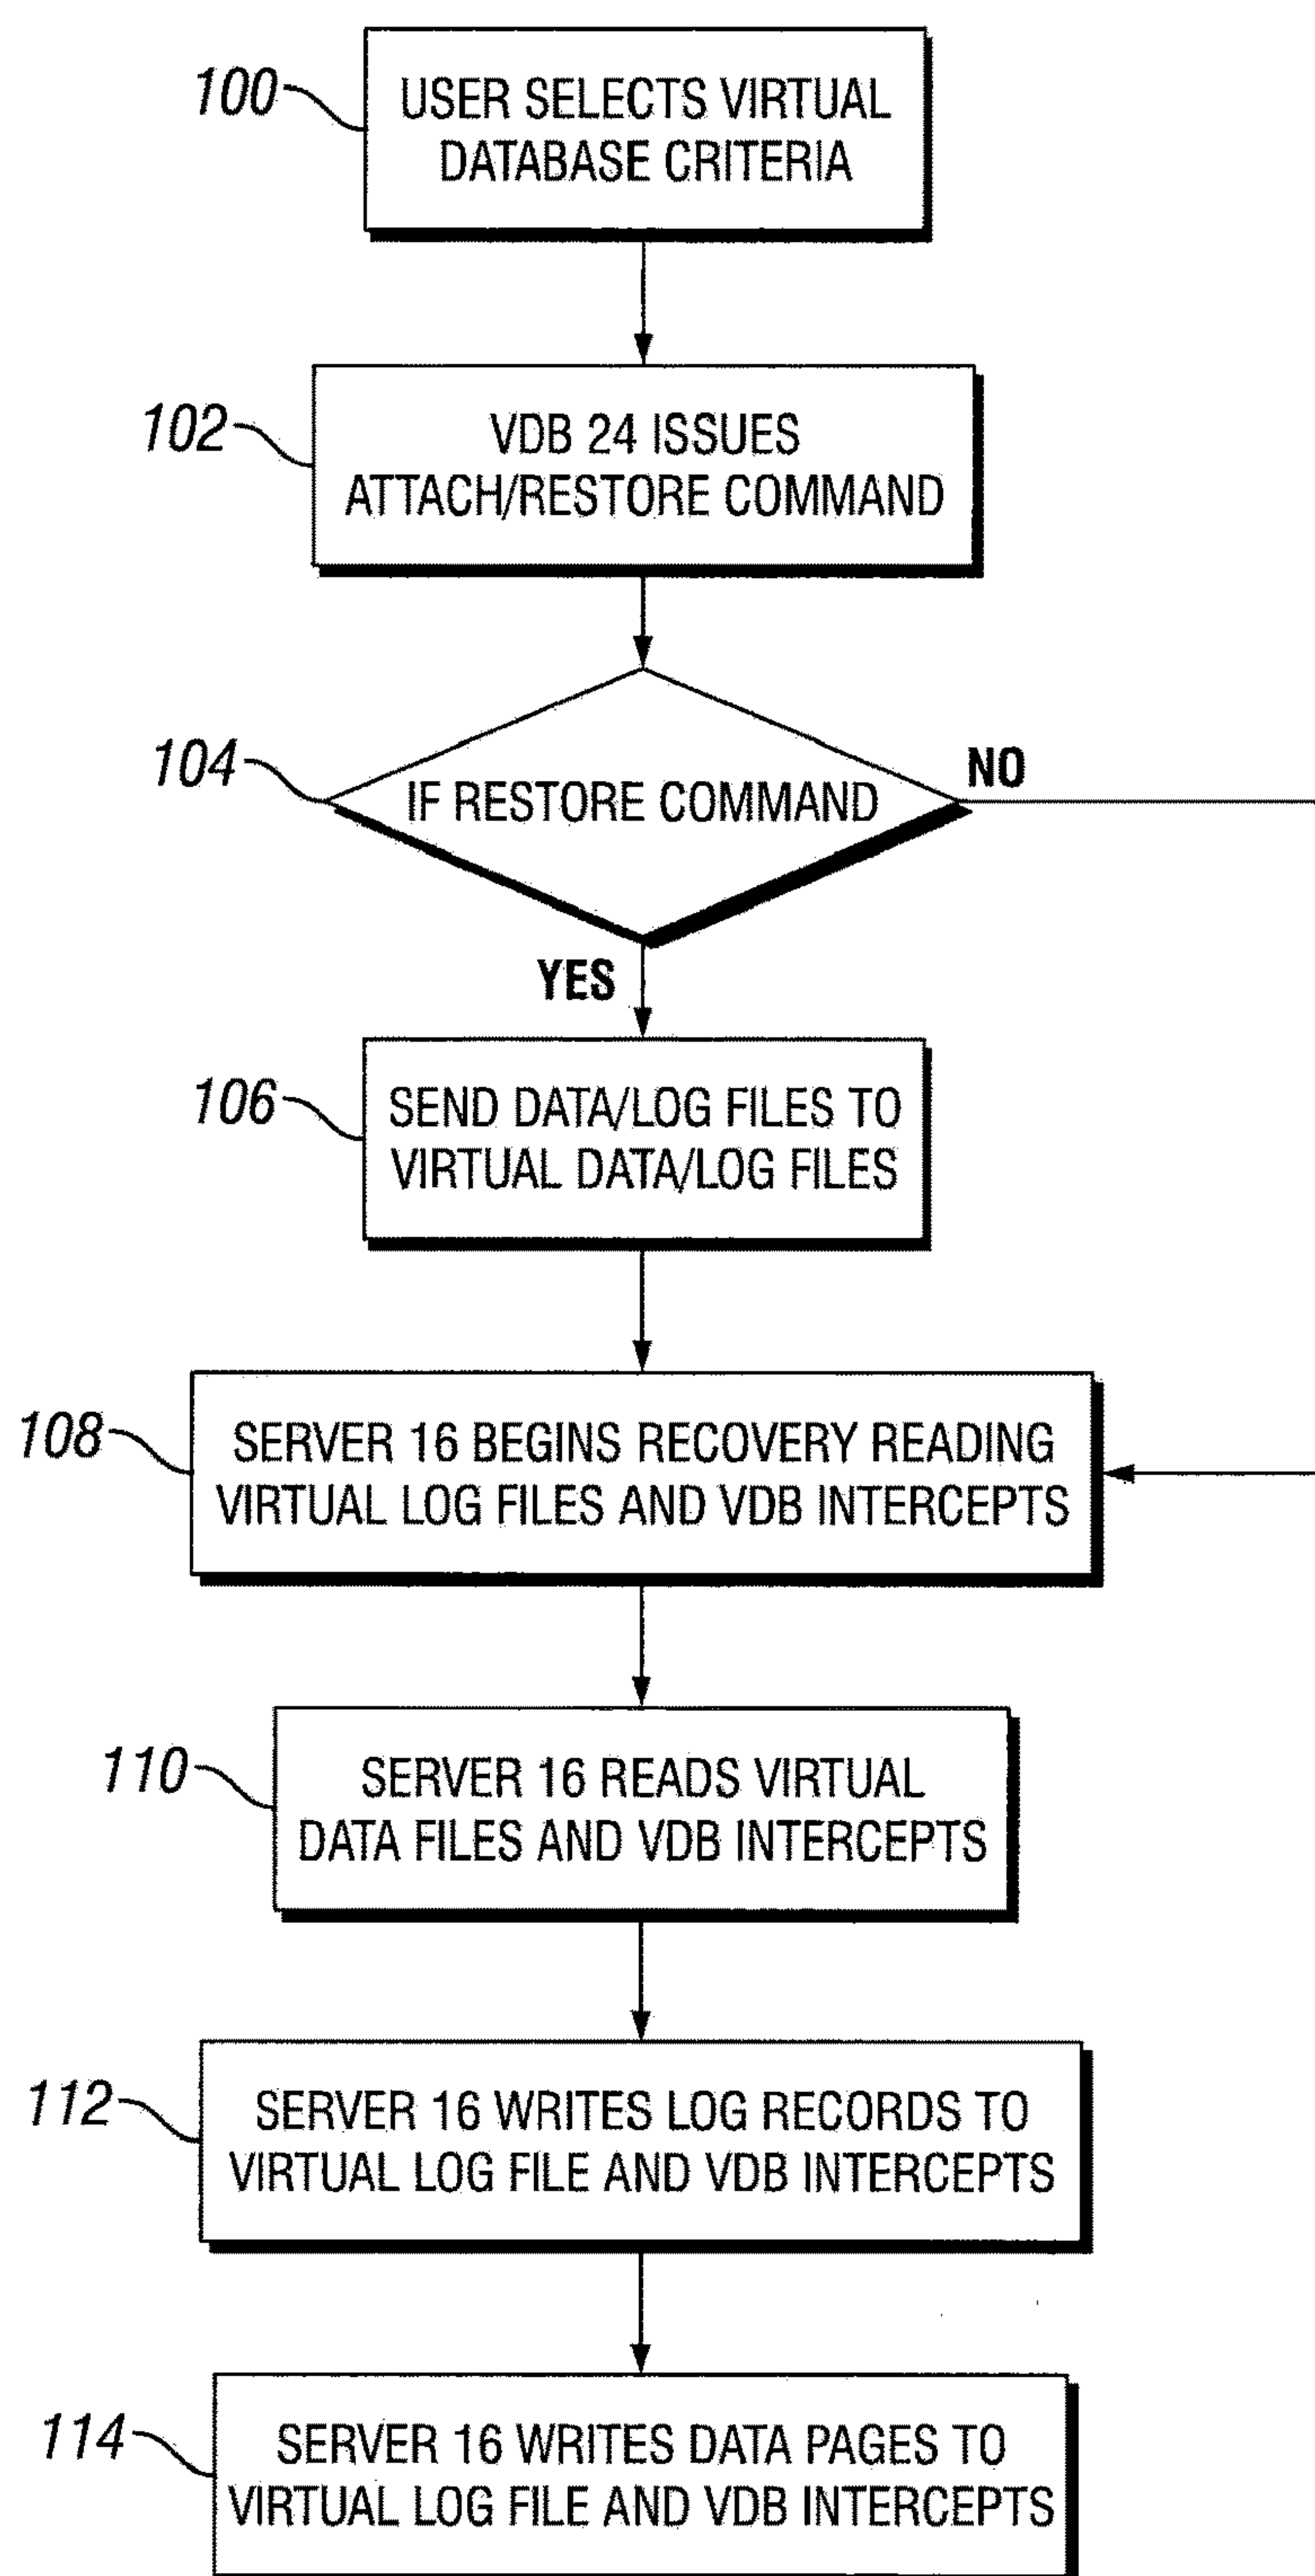 100
USER SELECTS VIRTUAL
DATABASE CRITERIA
102
VDB 24 ISSUES
ATTACH/RESTORE COMMAND
104
IF RESTORE COMMAND
NO
YES
106
SEND DATA/LOG FILES TO
VIRTUAL DATA/LOG FILES
108
SERVER 16 BEGINS RECOVERY READING
VIRTUAL LOG FILES AND VDB INTERCEPTS
110
SERVER 16 READS VIRTUAL
DATA FILES AND VDB INTERCEPTS
112
SERVER 16 WRITES LOG RECORDS TO
VIRTUAL LOG FILE AND VDB INTERCEPTS
114
SERVER 16 WRITES DATA PAGES TO
VIRTUAL LOG FILE AND VDB INTERCEPTS